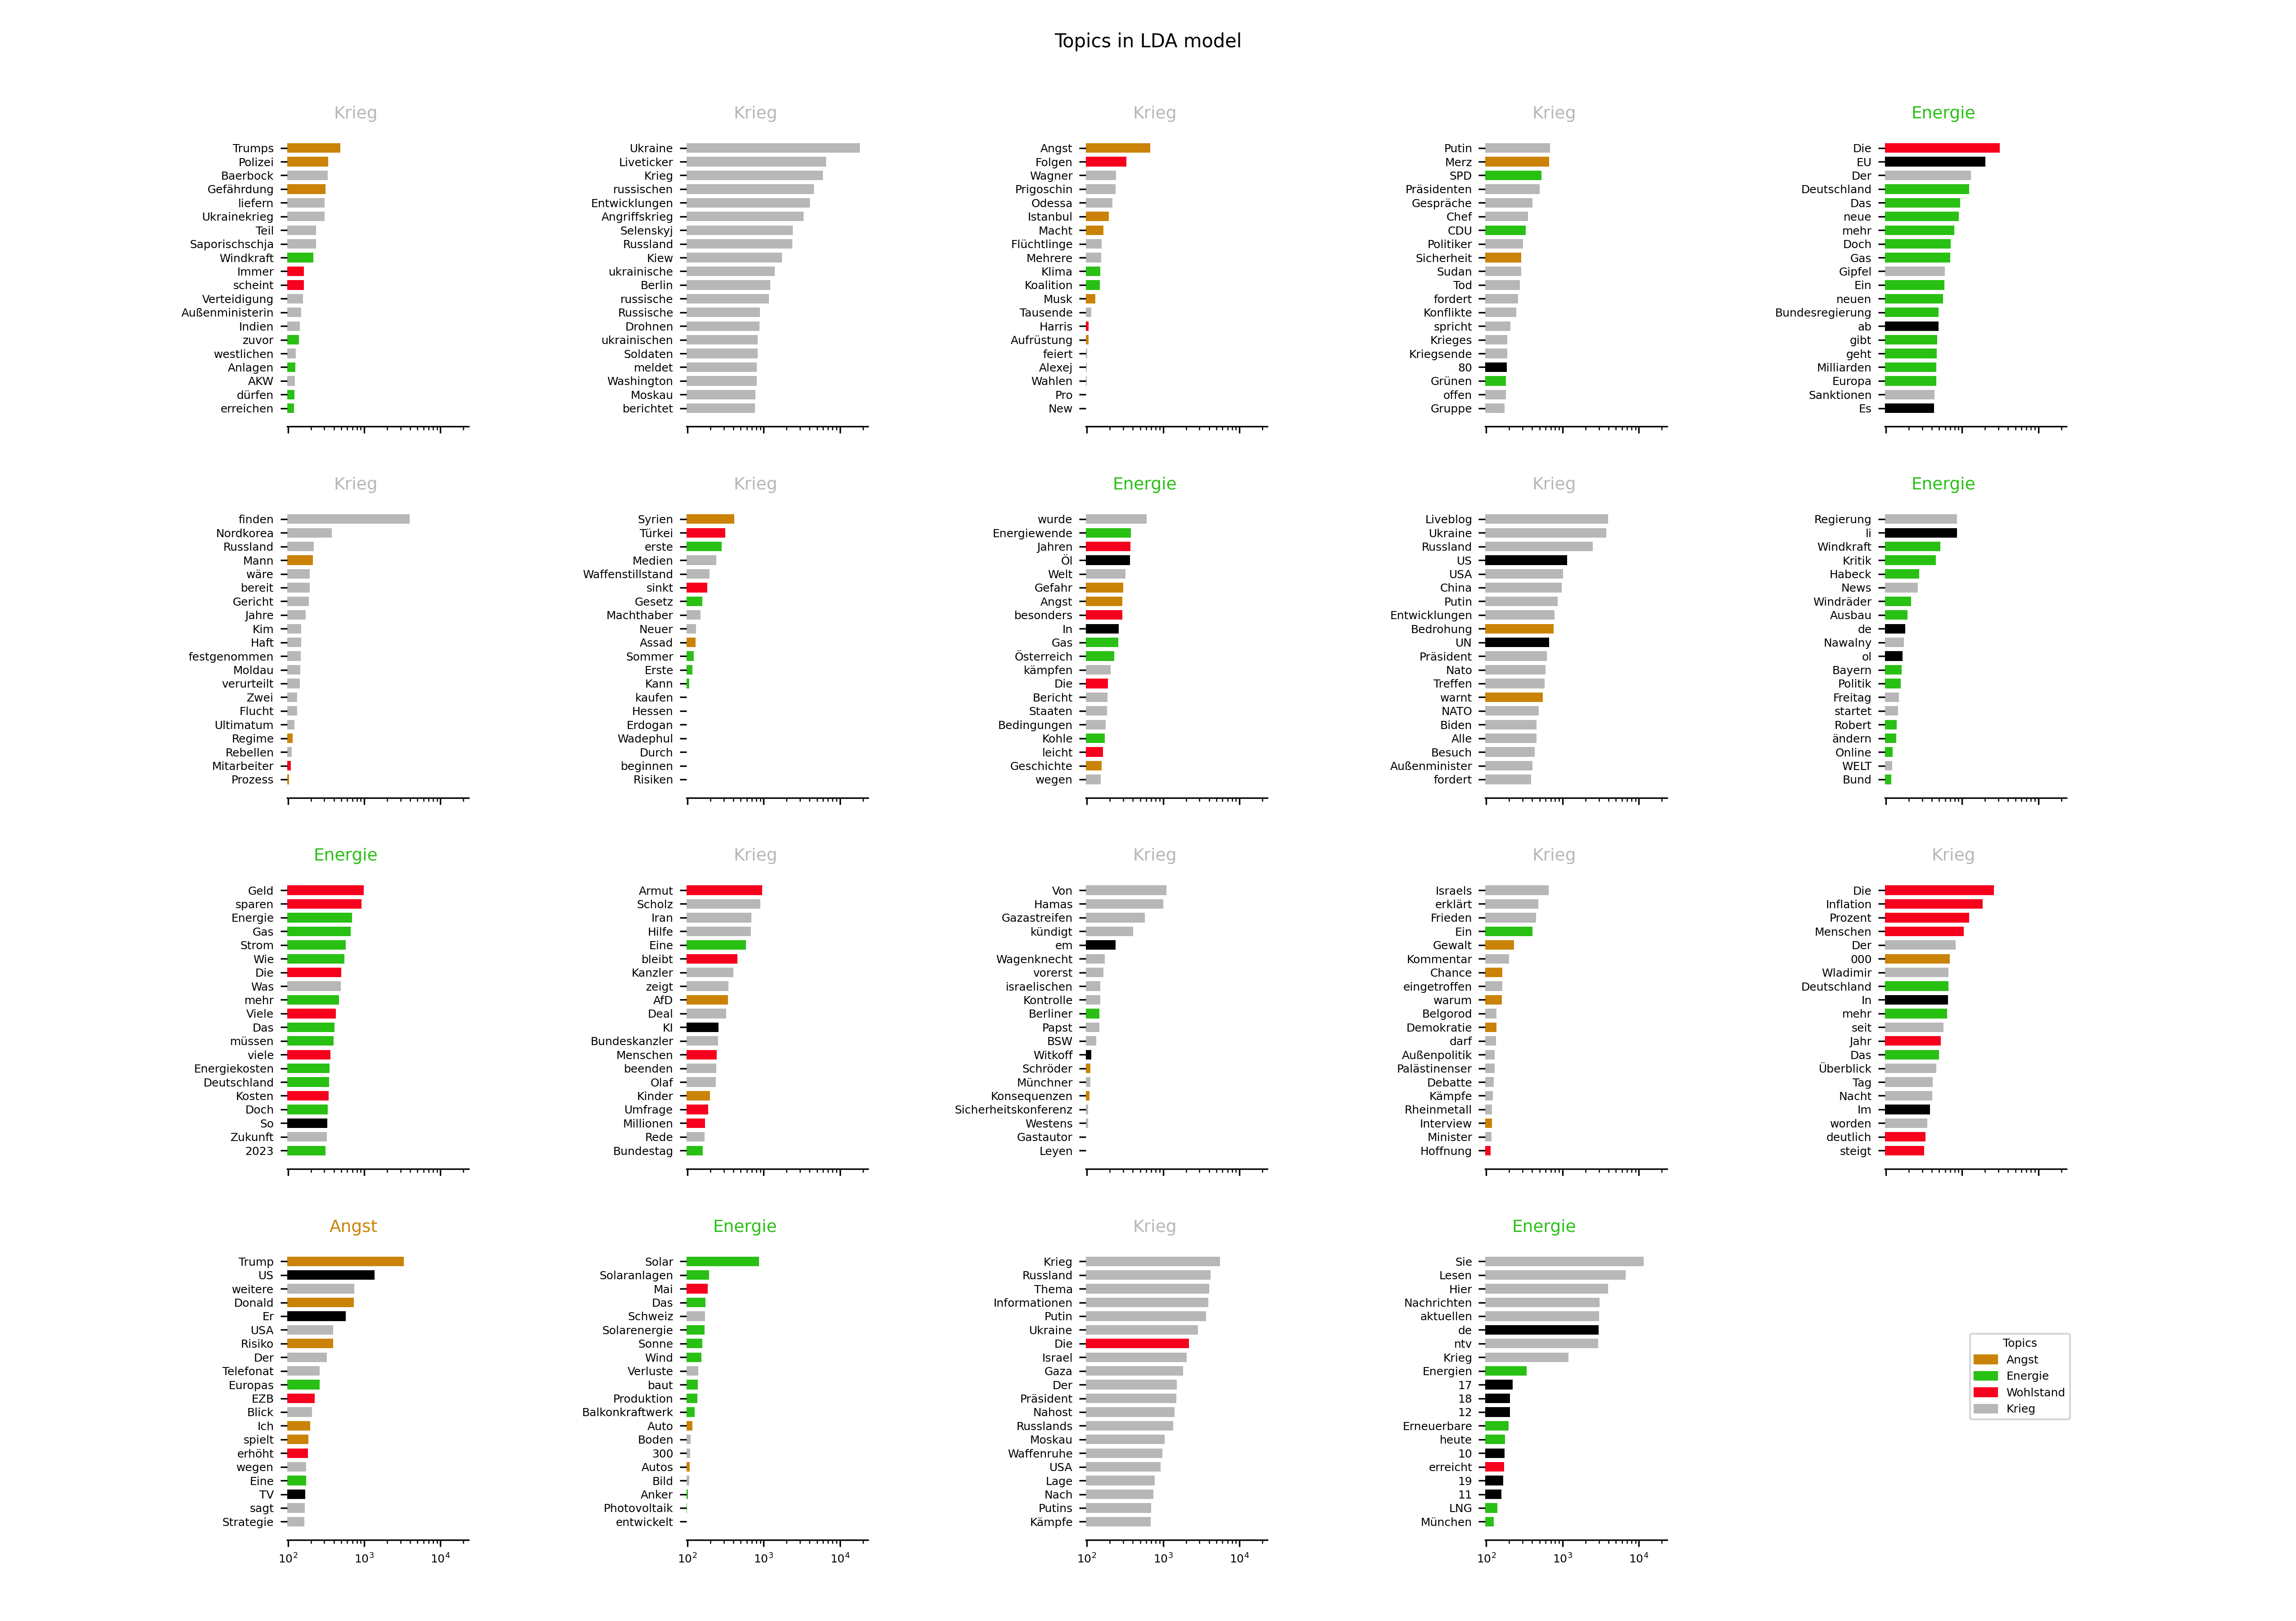 Topics in LDA model
Krieg
Trumps
Polizei
Baerbock
Gefährdung
liefern
Ukrainekrieg
Teil
Saporischschja
Windkraft
Immer
scheint
Verteidigung
Außenministerin
Indien
zuvor
westlichen
Anlagen
AKW
dürfen
erreichen
Krieg
Ukraine
Liveticker
Krieg
russischen
Entwicklungen
Angriffskrieg
Selenskyj
Russland
Kiew
ukrainische
Berlin
russische
Russische
Drohnen
ukrainischen
Soldaten
meldet
Washington
Moskau
berichtet
Krieg
Angst
Folgen
Wagner
Prigoschin
Odessa
Istanbul
Macht
Flüchtlinge
Mehrere
Klima
Koalition
Musk
Tausende
Harris
Aufrüstung
feiert
Alexej
Wahlen
Pro
New
Krieg
Putin
Merz
SPD
Präsidenten
Gespräche
Chef
CDU
Politiker
Sicherheit
Sudan
Tod
fordert
Konflikte
spricht
Krieges
Kriegsende
80
Grünen
offen
Gruppe
Energie
Die
EU
Der
Deutschland
Das
neue
mehr
Doch
Gas
Gipfel
Ein
neuen
Bundesregierung
ab
gibt
geht
Milliarden
Europa
Sanktionen
Es
Krieg
finden
Nordkorea
Russland
Mann
wäre
bereit
Gericht
Jahre
Kim
Haft
festgenommen
Moldau
verurteilt
Zwei
Flucht
Ultimatum
Regime
Rebellen
Mitarbeiter
Prozess
Krieg
Syrien
Türkei
erste
Medien
Waffenstillstand
sinkt
Gesetz
Machthaber
Neuer
Assad
Sommer
Erste
Kann
kaufen
Hessen
Erdogan
Wadephul
Durch
beginnen
Risiken
Energie
wurde
Energiewende
Jahren
Öl
Welt
Gefahr
Angst
besonders
In
Gas
Österreich
kämpfen
Die
Bericht
Staaten
Bedingungen
Kohle
leicht
Geschichte
wegen
Krieg
Liveblog
Ukraine
Russland
US
USA
China
Putin
Entwicklungen
Bedrohung
UN
Präsident
Nato
Treffen
warnt
NATO
Biden
Alle
Besuch
Außenminister
fordert
Energie
Regierung
li
Windkraft
Kritik
Habeck
News
Windräder
Ausbau
de
Nawalny
ol
Bayern
Politik
Freitag
startet
Robert
ändern
Online
WELT
Bund
Energie
Geld
sparen
Energie
Gas
Strom
Wie
Die
Was
mehr
Viele
Das
müssen
viele
Energiekosten
Deutschland
Kosten
Doch
So
Zukunft
2023
Krieg
Armut
Scholz
Iran
Hilfe
Eine
bleibt
Kanzler
zeigt
AfD
Deal
KI
Bundeskanzler
Menschen
beenden
Olaf
Kinder
Umfrage
Millionen
Rede
Bundestag
Krieg
Von
Hamas
Gazastreifen
kündigt
em
Wagenknecht
vorerst
israelischen
Kontrolle
Berliner
Papst
BSW
Witkoff
Schröder
Münchner
Konsequenzen
Sicherheitskonferenz
Westens
Gastautor
Leyen
Krieg
Israels
erklärt
Frieden
Ein
Gewalt
Kommentar
Chance
eingetroffen
warum
Belgorod
Demokratie
darf
Außenpolitik
Palästinenser
Debatte
Kämpfe
Rheinmetall
Interview
Minister
Hoffnung
Krieg
Die
Inflation
Prozent
Menschen
Der
000
Wladimir
Deutschland
In
mehr
seit
Jahr
Das
Überblick
Tag
Nacht
Im
worden
deutlich
steigt
Angst
Trump
US
weitere
Donald
Er
USA
Risiko
Der
Telefonat
Europas
EZB
Blick
Ich
spielt
erhöht
wegen
Eine
TV
sagt
Strategie
10² 10³ 10⁴
Energie
Solar
Solaranlagen
Mai
Das
Schweiz
Solarenergie
Sonne
Wind
Verluste
baut
Produktion
Balkonkraftwerk
Auto
Boden
300
Autos
Bild
Anker
Photovoltaik
entwickelt
10² 10³ 10⁴
Krieg
Krieg
Russland
Thema
Informationen
Putin
Ukraine
Die
Israel
Gaza
Der
Präsident
Nahost
Russlands
Moskau
Waffenruhe
USA
Lage
Nach
Putins
Kämpfe
10² 10³ 10⁴
Energie
Sie
Lesen
Hier
Nachrichten
aktuellen
de
ntv
Krieg
Energien
17
18
12
Erneuerbare
heute
10
erreicht
19
11
LNG
München
10² 10³ 10⁴
Topics
Angst
Energie
Wohlstand
Krieg